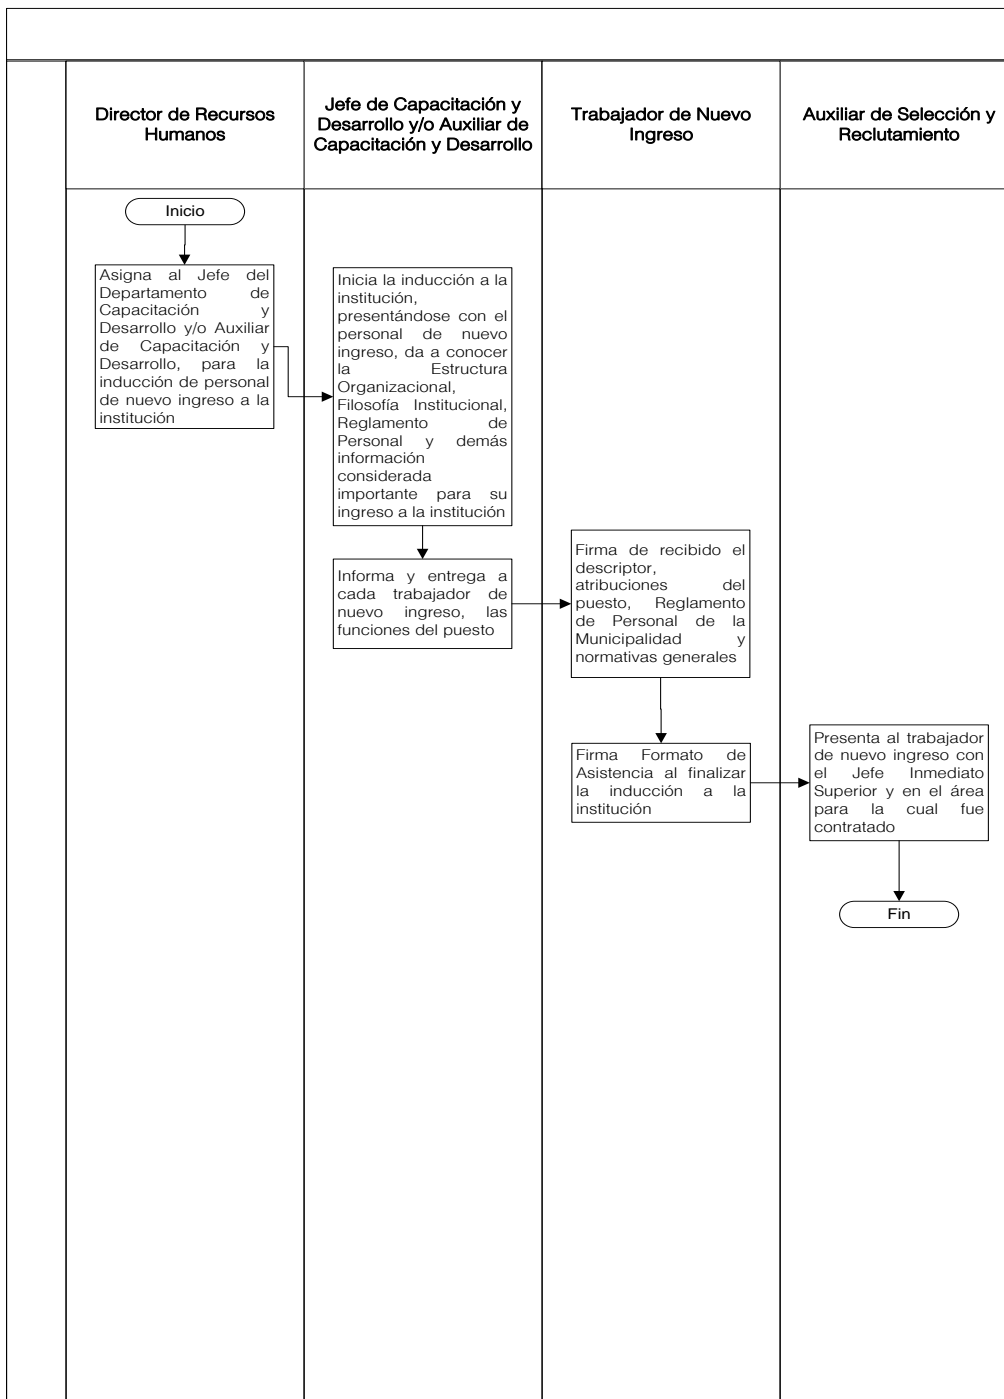 Director de Recursos
Humanos
Jefe de Capacitación y
Desarrollo y/o Auxiliar de
Capacitación y Desarrollo
Trabajador de Nuevo
Ingreso
Auxiliar de Selección y
Reclutamiento
Inicio
Asigna al Jefe del
Departamento de
Capacitación y
Desarrollo y/o Auxiliar
de Capacitación y
Desarrollo, para la
inducción de personal
de nuevo ingreso a la
institución
Inicia la inducción a la
institución,
presentándose con el
personal de nuevo
ingreso, da a conocer
la Estructura
Organizacional,
Filosofía Institucional,
Reglamento de
Personal y demás
información
considerada
importante para su
ingreso a la institución
Informa y entrega a
cada trabajador de
nuevo ingreso, las
funciones del puesto
Firma de recibido el
descriptor,
atribuciones del
puesto, Reglamento
de Personal de la
Municipalidad y
normativas generales
Firma Formato de
Asistencia al finalizar
la inducción a la
institución
Presenta al trabajador
de nuevo ingreso con
el Jefe Inmediato
Superior y en el área
para la cual fue
contratado
Fin